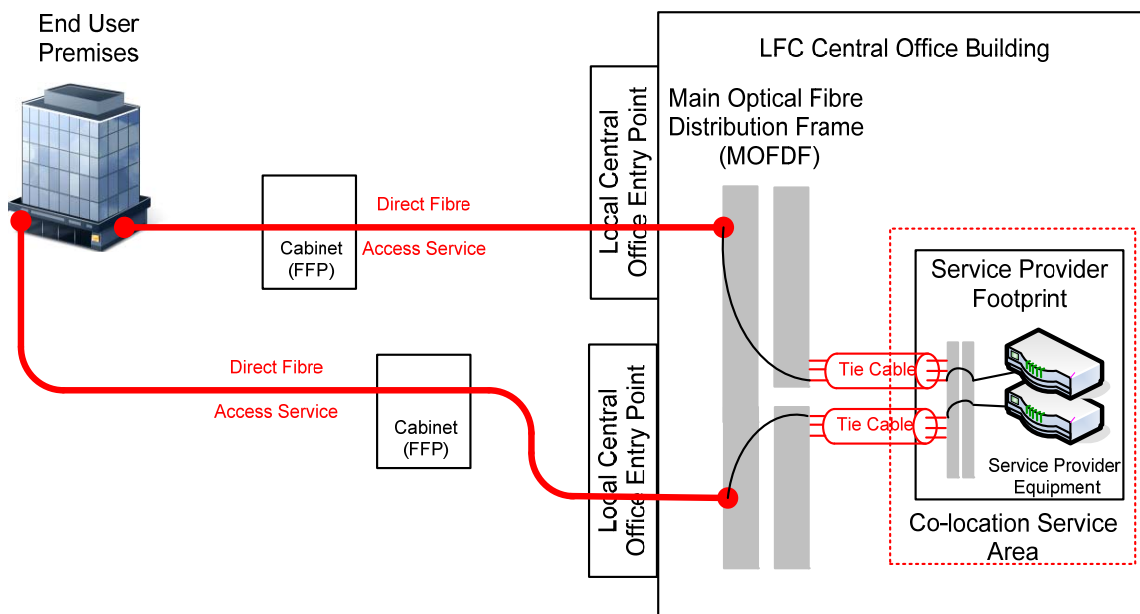 End User
Premises
LFC Central Office Building
Main Optical Fibre
Distribution Frame
(MOFDF)
Local Central
Office Entry Point
Direct Fibre
Access Service
Cabinet
(FFP)
Service Provider
Footprint
Tie Cable
Direct Fibre
Access Service
Cabinet
(FFP)
Local Central
Office Entry Point
Tie Cable
Service Provider
Equipment
Co-location Service
Area